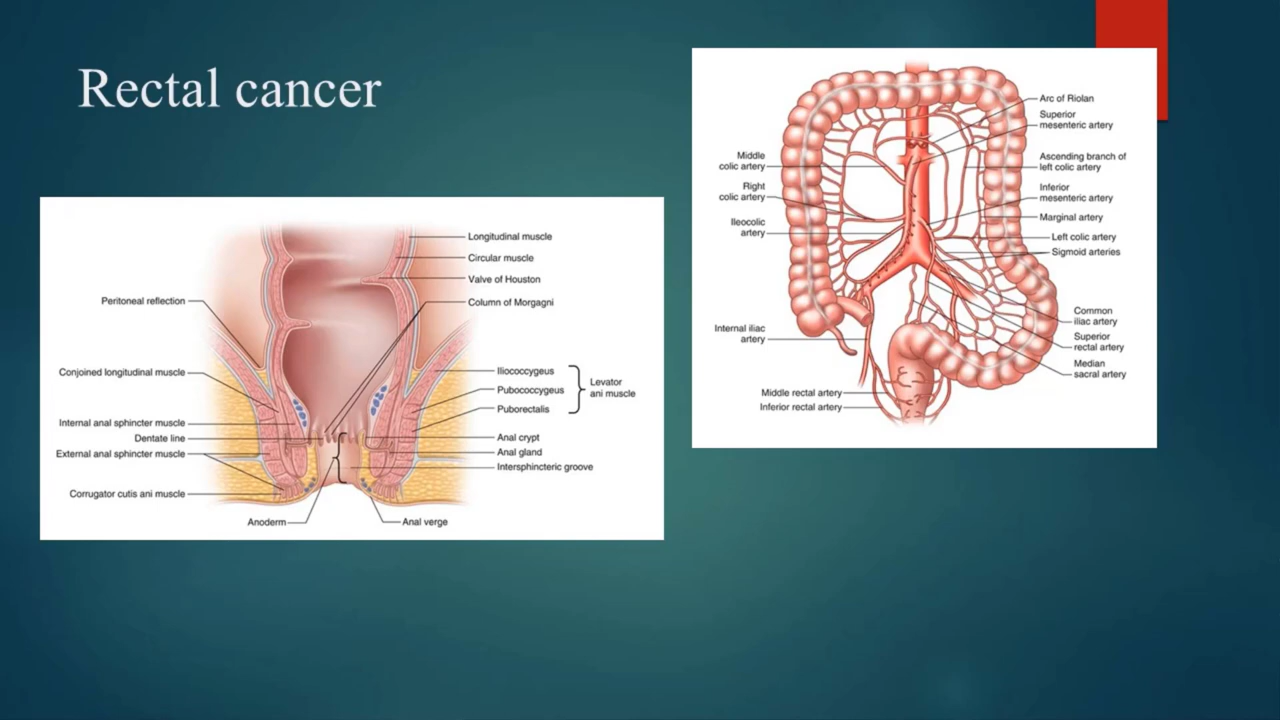 Rectal cancer
Longitudinal muscle
Circular muscle
Valve of Houston
Column of Morgagni
Peritoneal reflection
Conjoined longitudinal muscle
Internal anal sphincter muscle
Dentate line
External anal sphincter muscle
Corrugator cutis ani muscle
Iliococcygeus
Pubococcygeus
Puborectalis
Levator
ani muscle
Anal crypt
Anal gland
Intersphincteric groove
Anoderm
Anal verge
Middle
colic artery
Right
colic artery
Ileocolic
artery
Internal iliac
artery
Middle rectal artery
Inferior rectal artery
Arc of Riolan
Superior
mesenteric artery
Ascending branch of
left colic artery
Inferior
mesenteric artery
Marginal artery
Left colic artery
Sigmoid arteries
Common
iliac artery
Superior
rectal artery
Median
sacral artery